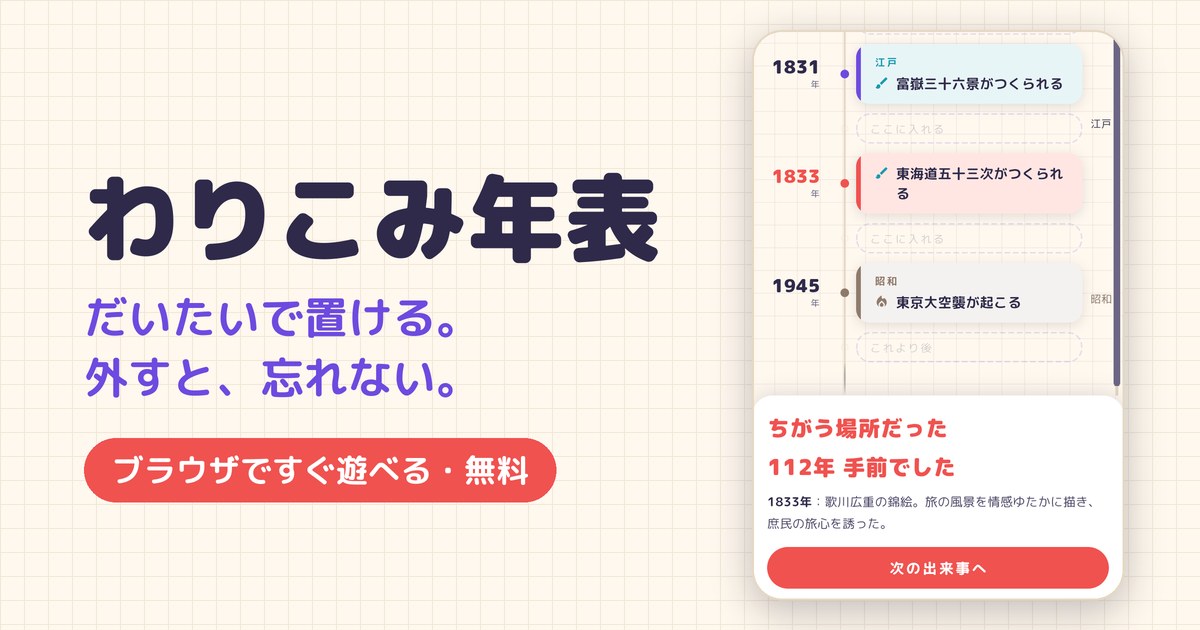 わりこみ年表
だいたいで置ける。
外すと、忘れない。
ブラウザですぐ遊べる・無料
1831
年
江戸
富嶽三十六景がつくられる
ここに入れる
江戸
1833
年
東海道五十三次がつくられ
る
ここに入れる
1945
年
昭和
東京大空襲が起こる
昭和
これより後
ちがう場所だった
112年 手前でした
1833年：歌川広重の錦絵。旅の風景を情感ゆたかに描き、
庶民の旅心を誘った。
次の出来事へ